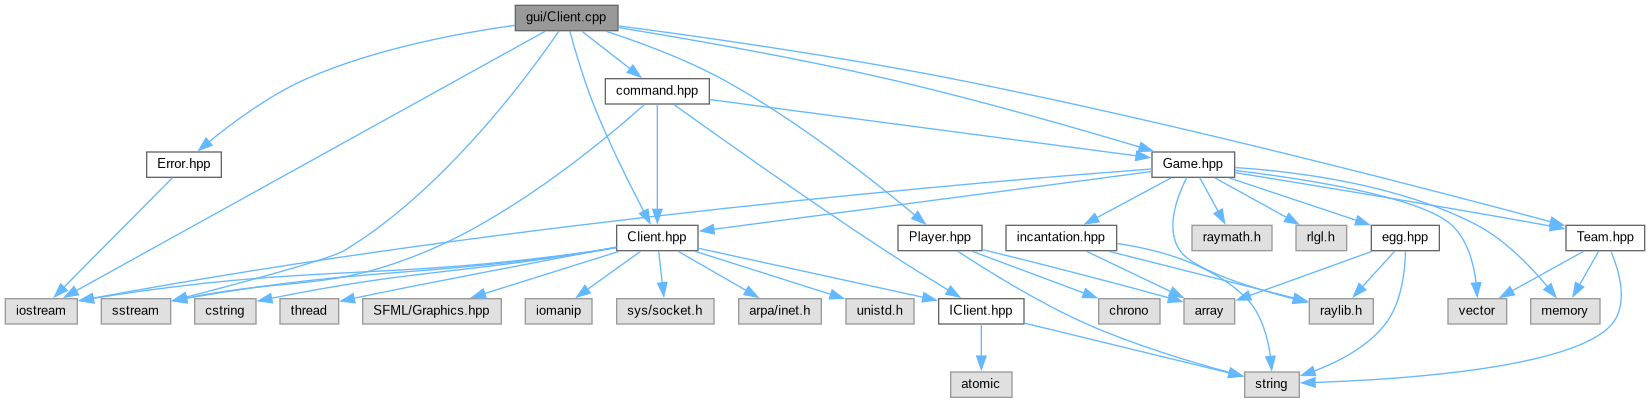 gui/Client.cpp
command.hpp
Error.hpp
Game.hpp
Client.hpp
Player.hpp
incantation.hpp
raymath.h
rlgl.h
egg.hpp
Team.hpp
iostream
sstream
cstring
thread
SFML/Graphics.hpp
iomanip
sys/socket.h
arpa/inet.h
unistd.h
IClient.hpp
chrono
array
raylib.h
vector
memory
atomic
string